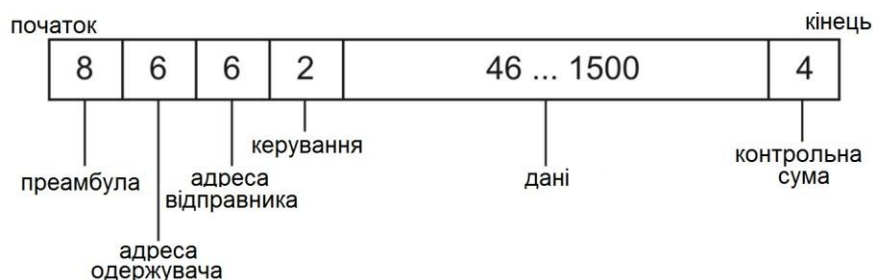 початок
кінець
8 6 6 2 46 ... 1500 4
преамбула
адреса
одержувача
адреса
відправника
керування
дані
контрольна
сума